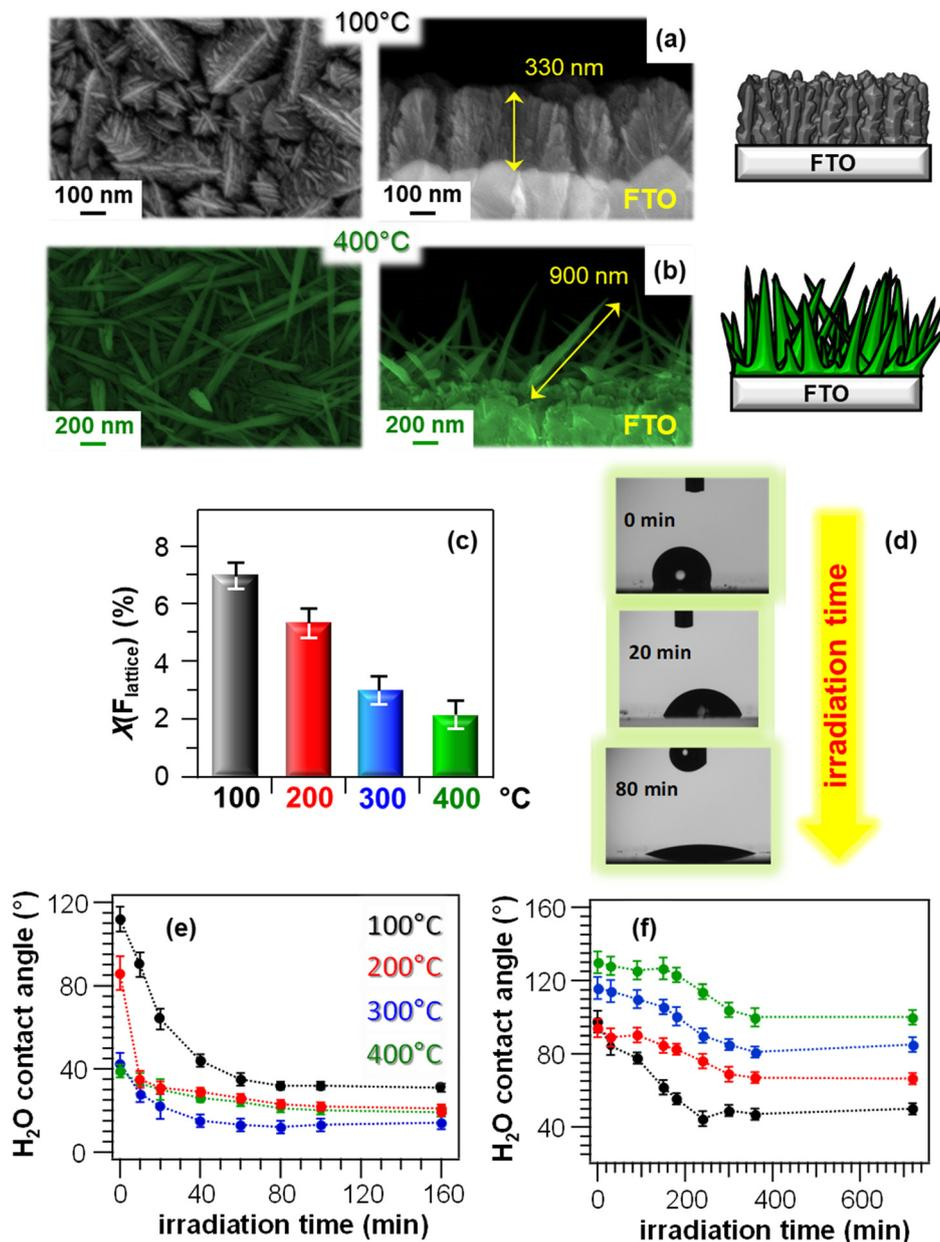 100°C
(a)
330 nm
100 nm
100 nm
FTO
FTO
400°C
(b)
900 nm
200 nm
200 nm
FTO
FTO
(c)
X(Flattice) (%)
8
6
4
2
0
100 200 300 400 °C
(d)
0 min
20 min
80 min
irradiation time
(e)
H2O contact angle (°)
120
80
40
0
100°C
200°C
300°C
400°C
0 40 80 120 160
irradiation time (min)
(f)
H2O contact angle (°)
160
120
80
40
0 200 400 600
irradiation time (min)